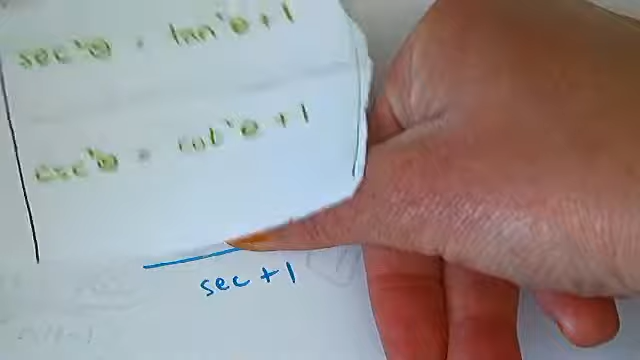 sec²θ = tan²θ + 1
csc²θ = cot²θ + 1
sec + 1